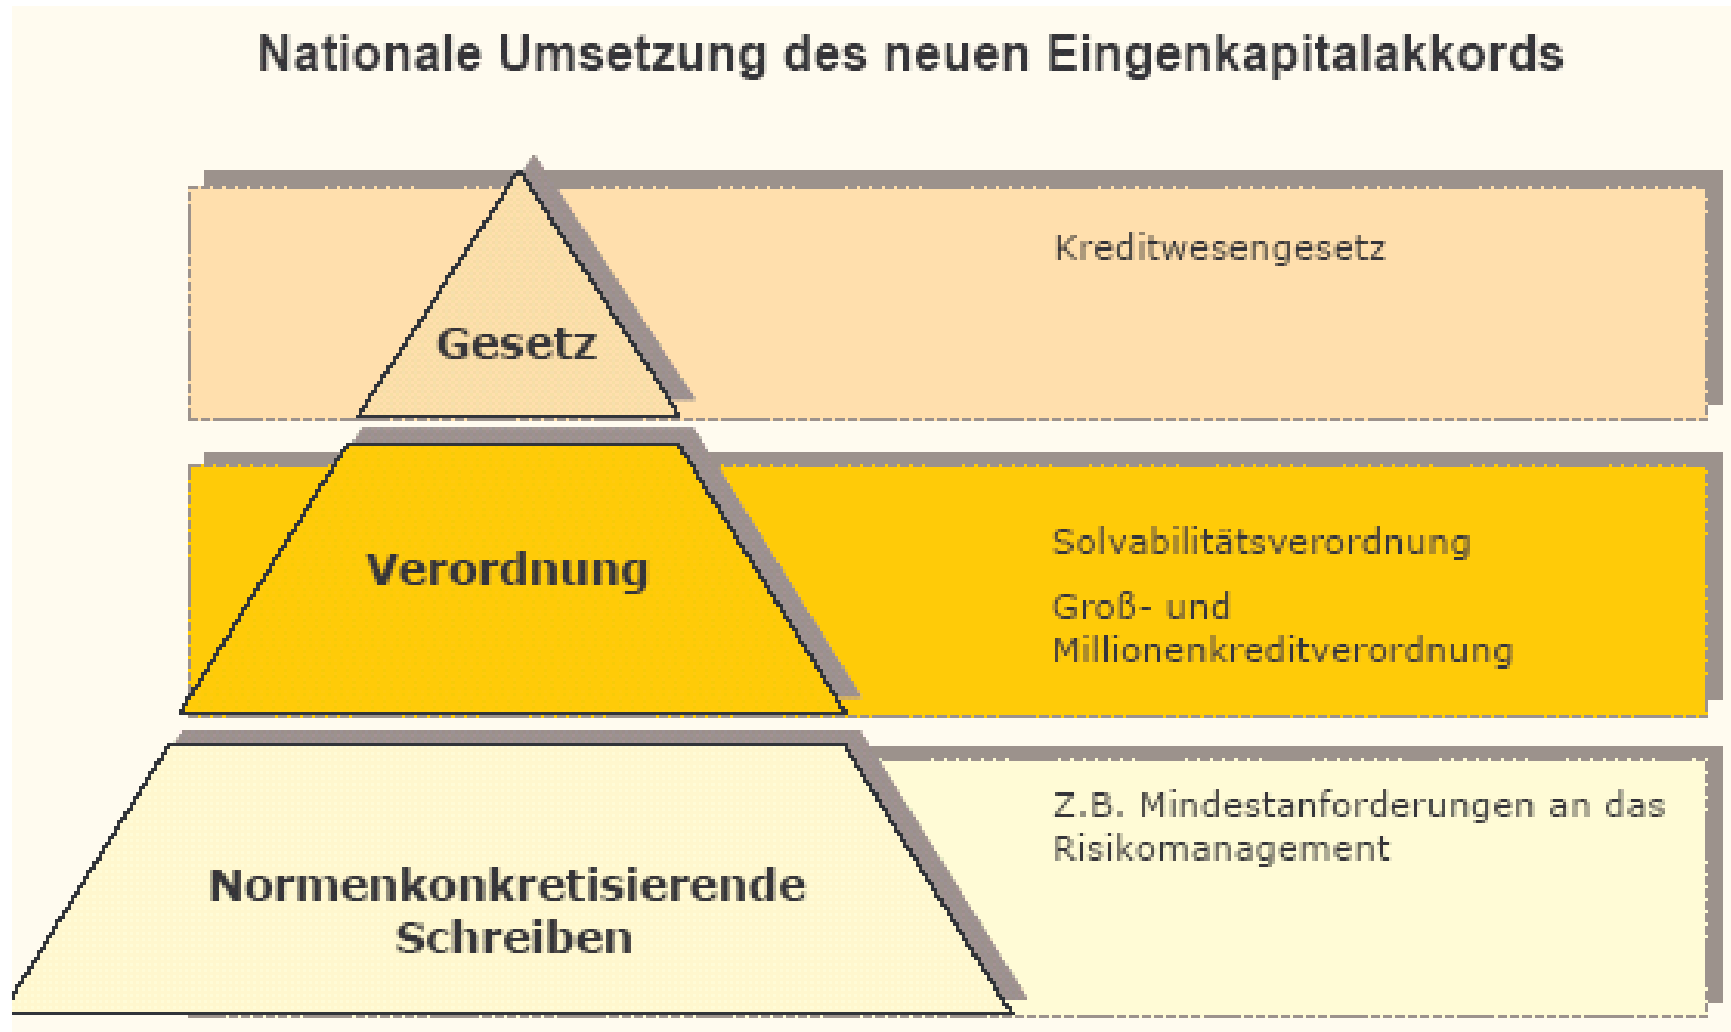 Nationale Umsetzung des neuen Eingenkapitalakkords
Gesetz
Kreditwesengesetz
Verordnung
Solvabilitätsverordnung
Groß- und
Millionenkreditverordnung
Normenkonkretisierende
Schreiben
Z.B. Mindestanforderungen an das
Risikomanagement